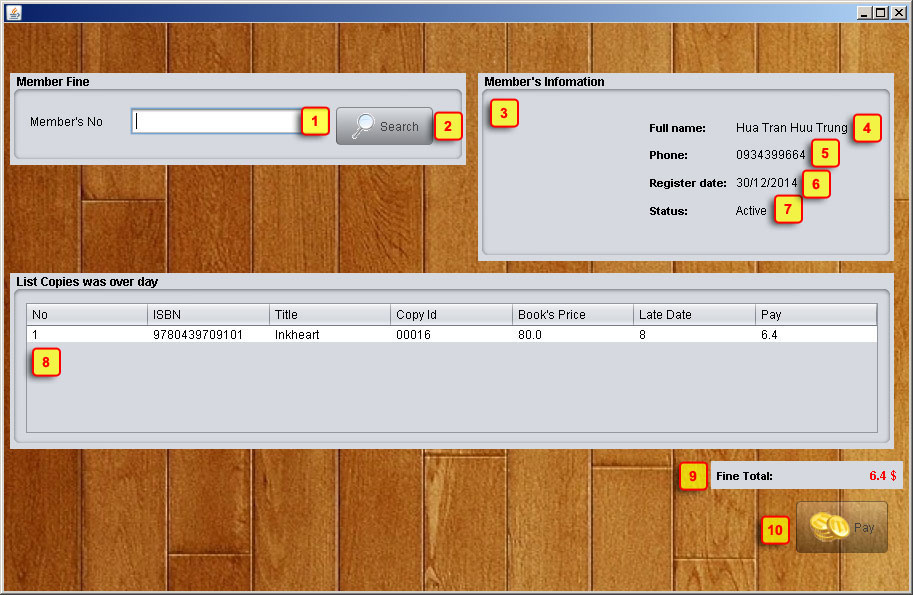 Member Fine
Member's No 1 Search 2
Member's Infomation
3
Full name: Hua Tran Huu Trung 4
Phone: 0934399664 5
Register date: 30/12/2014 6
Status: Active 7
List Copies was over day
No ISBN Title Copy Id Book's Price Late Date Pay
1 9780439709101 Inkheart 00016 80.0 8 6.4
8
9 Fine Total: 6.4 $
10 Pay